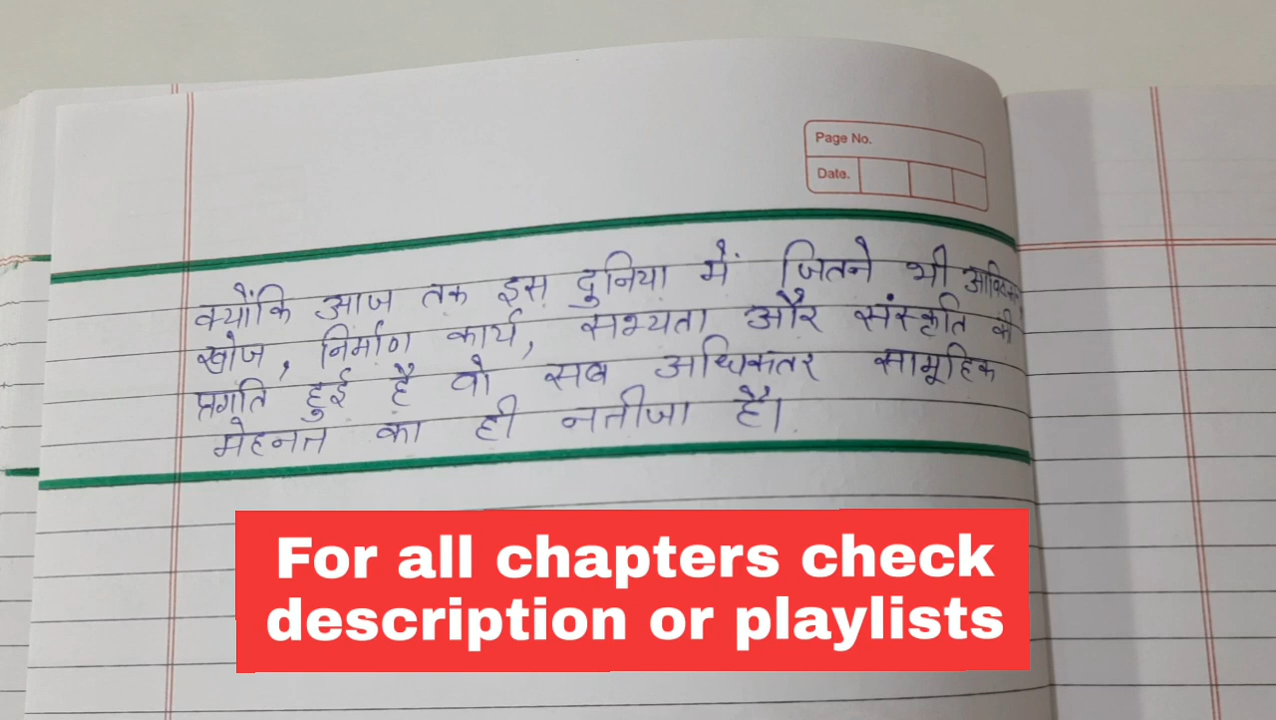 Page No.
Date.
क्योंकि आज तक इस दुनिया में जितने भी
खोज, निर्माण कार्य, सभ्यता और संस्कृति की
प्रगति हुई है वो सब अधिकतर सामूहिक
मेहनत का ही नतीजा है।
For all chapters check
description or playlists